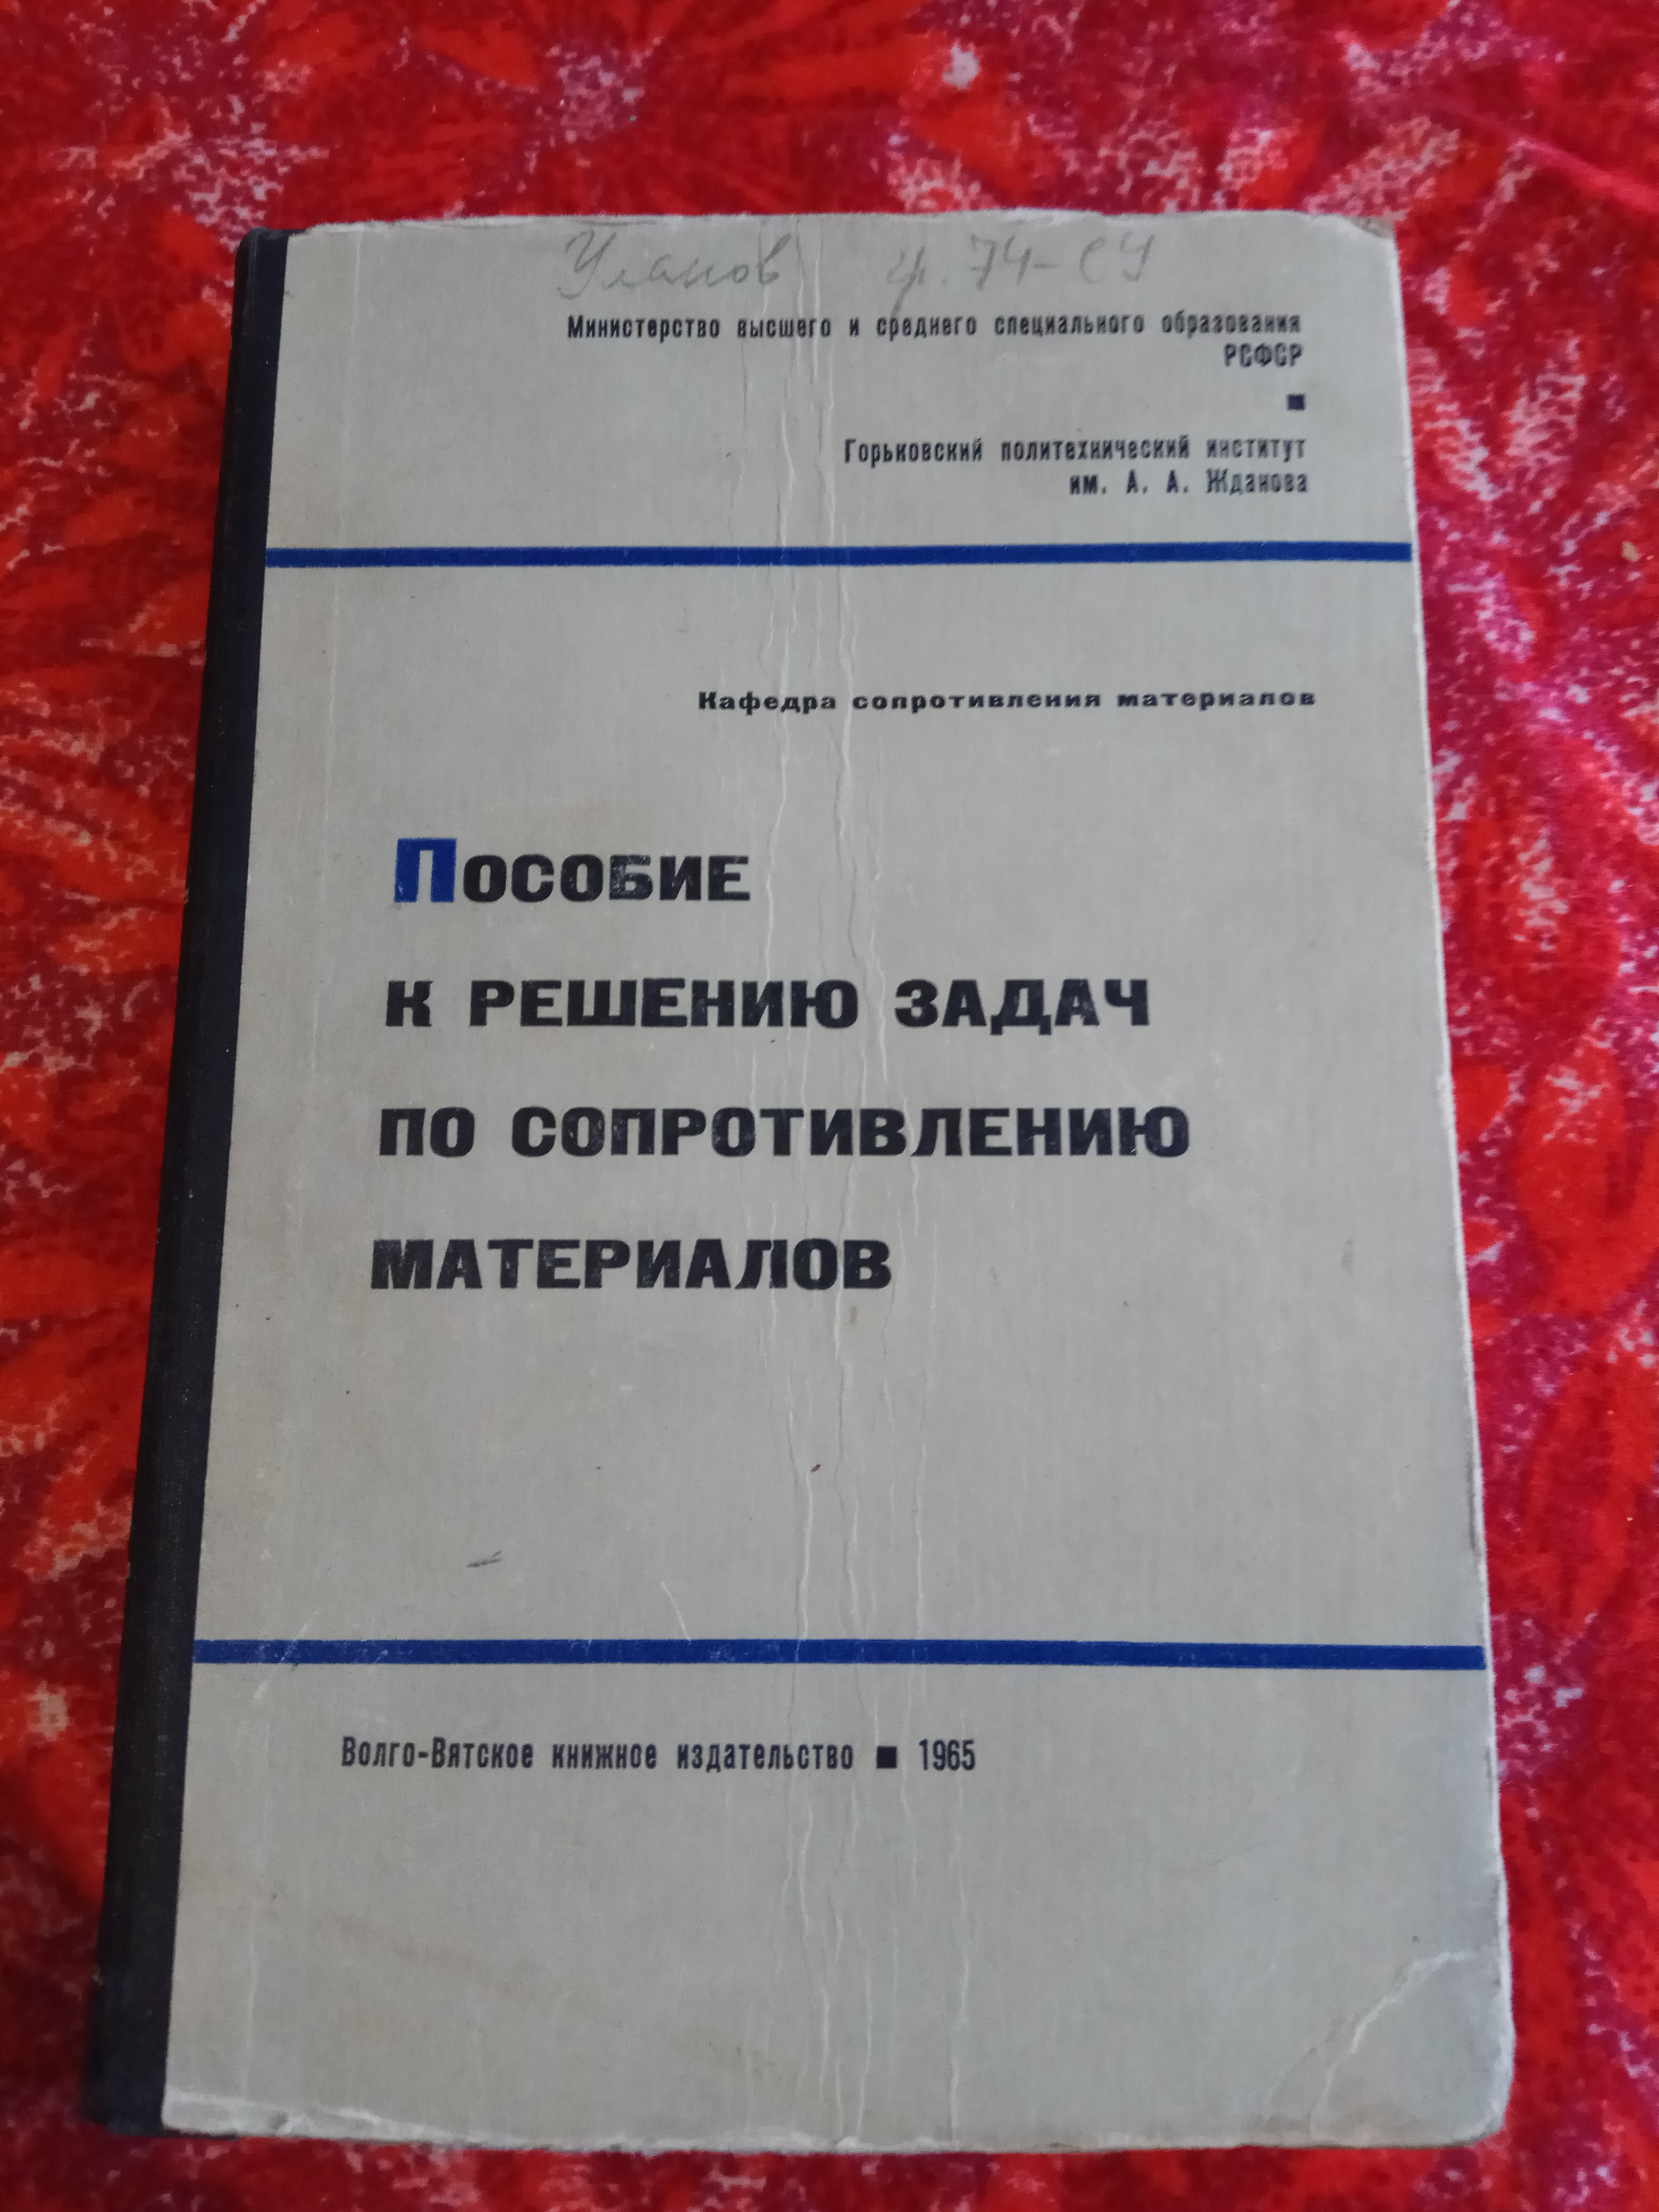 Уланов гр. 74-СУ
Министерство высшего и среднего специального образования
РСФСР
Горьковский политехнический институт
им. А. А. Жданова
Кафедра сопротивления материалов
ПОСОБИЕ
К РЕШЕНИЮ ЗАДАЧ
ПО СОПРОТИВЛЕНИЮ
МАТЕРИАЛОВ
Волго-Вятское книжное издательство ■ 1965